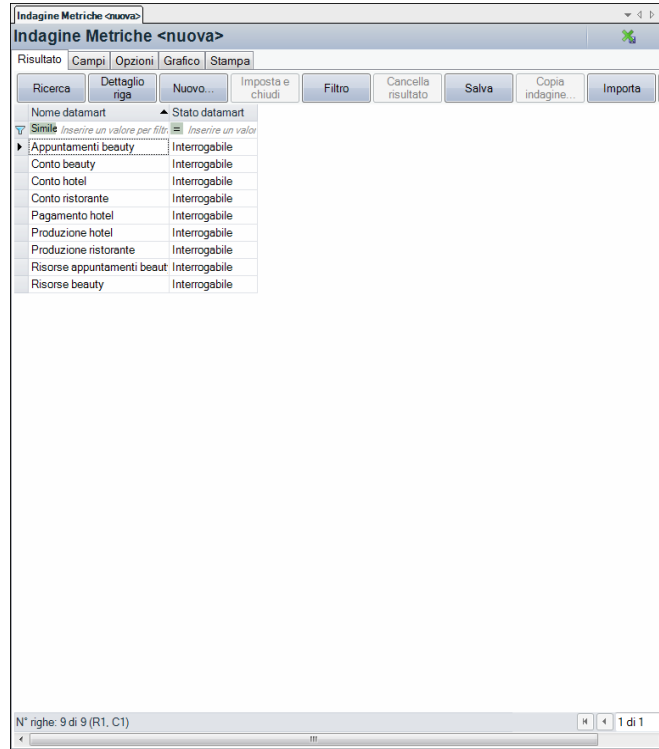 Indagine Metriche <nuova>
Indagine Metriche <nuova>
Risultato Campi Opzioni Grafico Stampa
Ricerca Dettaglio riga Nuovo... Imposta e chiudi Filtro Cancella risultato Salva Copia indagine... Importa
Nome datamart Stato datamart
Simile Inserire un valore per filtr = Inserire un valor
Appuntamenti beauty Interrogabile
Conto beauty Interrogabile
Conto hotel Interrogabile
Conto ristorante Interrogabile
Pagamento hotel Interrogabile
Produzione hotel Interrogabile
Produzione ristorante Interrogabile
Risorse appuntamenti beaut Interrogabile
Risorse beauty Interrogabile
N° righe: 9 di 9 (R1, C1) 1 di 1